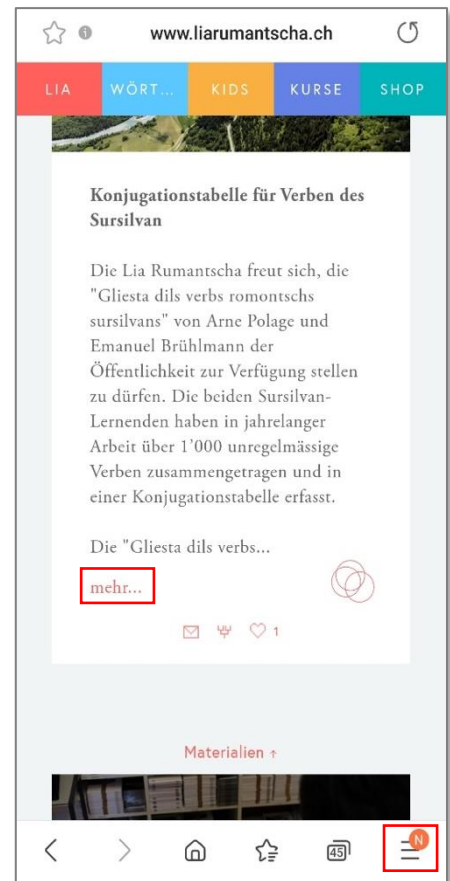 www.liarumantscha.ch
LIA WÖRT... KIDS KURSE SHOP
Konjugationstabelle für Verben des
Sursilvan
Die Lia Rumantscha freut sich, die
"Gliesta dils verbs romontschs
sursilvans" von Arne Polage und
Emanuel Brühlmann der
Öffentlichkeit zur Verfügung stellen
zu dürfen. Die beiden Sursilvan-
Lernenden haben in jahrelanger
Arbeit über 1’000 unregelmässige
Verben zusammengetragen und in
einer Konjugationstabelle erfasst.
Die "Gliesta dils verbs...
mehr...
1
Materialien ↑
45 N